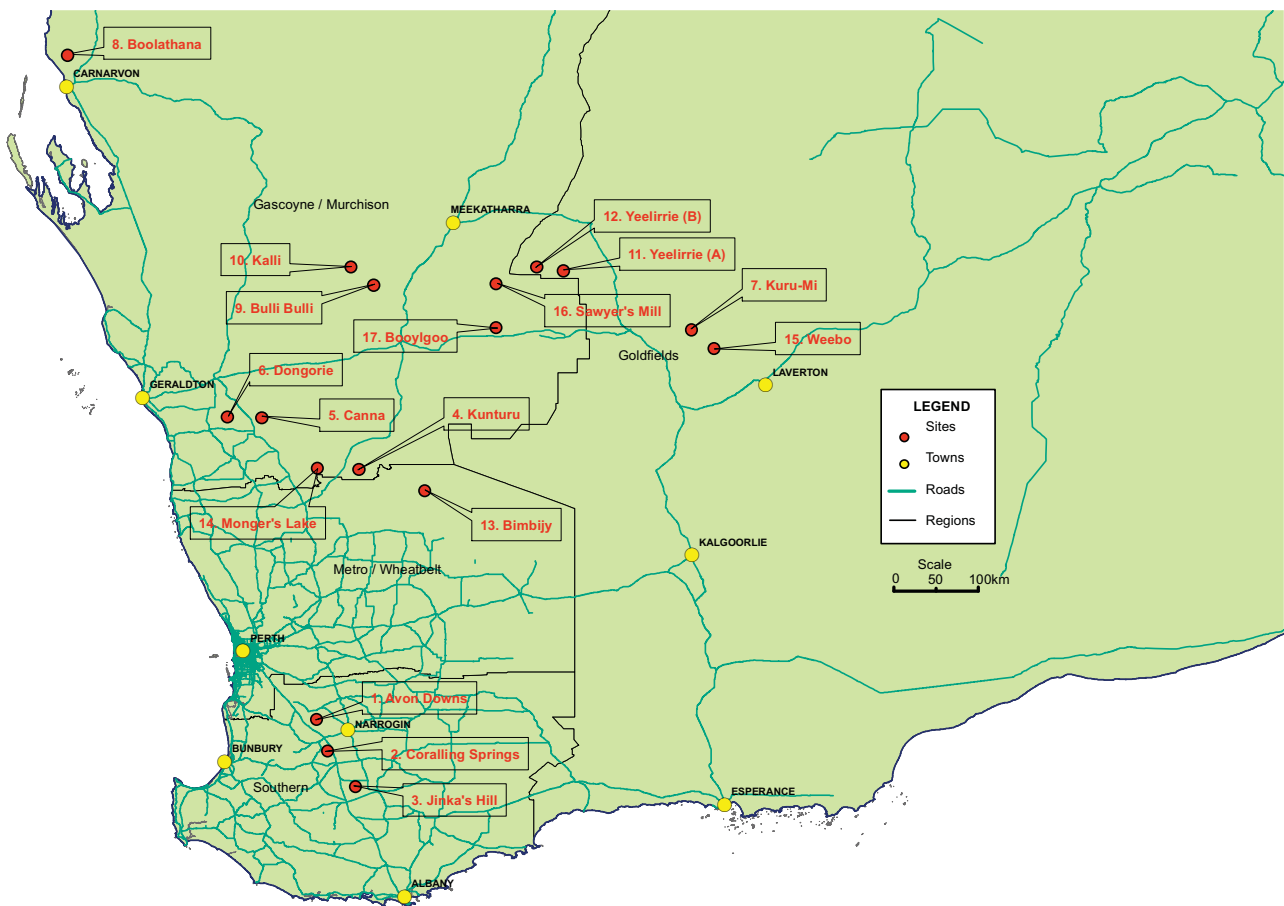 8. Boolathana
CARNARVON
Gascoyne / Murchison
MEEKATHARRA
12. Yeelirrie (B)
11. Yeelirrie (A)
10. Kalli
9. Bulli Bulli
7. Kuru-Mi
16. Sawyer's Mill
17. Booylgoo
15. Weebo
Goldfields
6. Dongorie
LAVERTON
GERALDTON
5. Canna
4. Kunturu
LEGEND
Sites
Towns
Roads
Regions
14. Monger's Lake
13. Bimbijy
KALGOORLIE
Scale
0 50 100km
Metro / Wheatbelt
PERTH
1. Avon Downs
NARROGIN
BUNBURY
2. Coralling Springs
Southern
3. Jinka's Hill
ESPERANCE
ALBANY